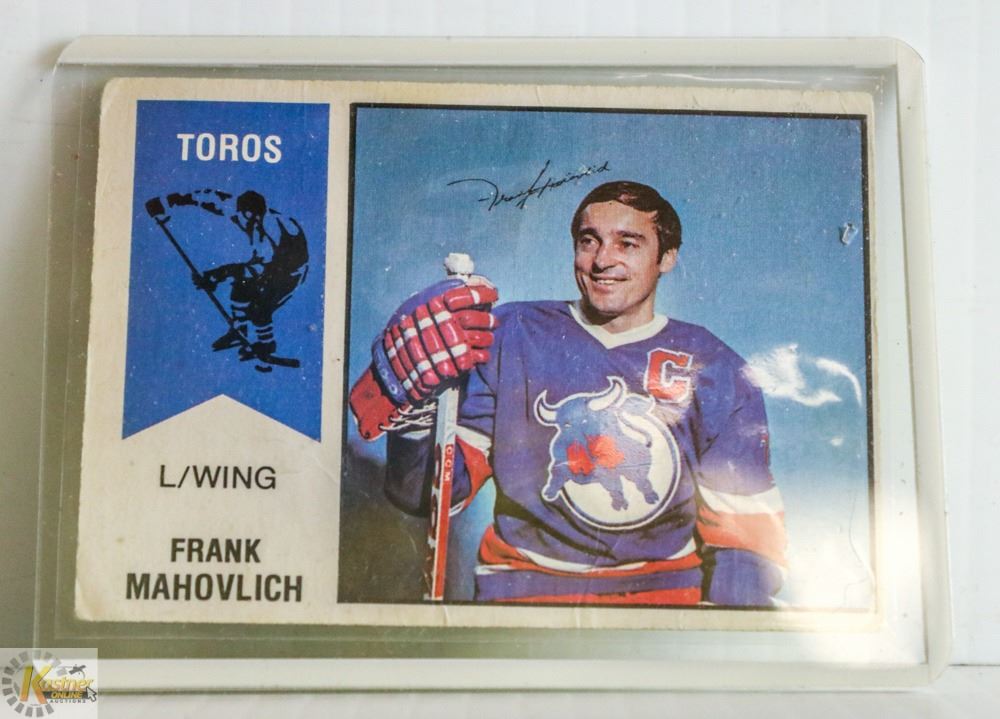 TOROS
L/WING
FRANK
MAHOVLICH
C
Kastner
ONLINE
AUCTIONS